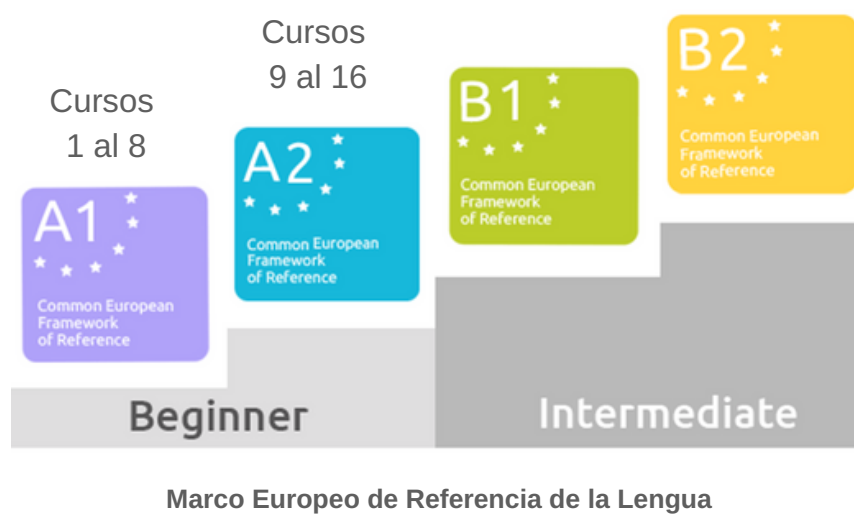 Cursos
1 al 8
A1
Common European
Framework
of Reference
Cursos
9 al 16
A2
Common European
Framework
of Reference
B1
Common European
Framework
of Reference
B2
Common European
Framework
of Reference
Beginner
Intermediate
Marco Europeo de Referencia de la Lengua